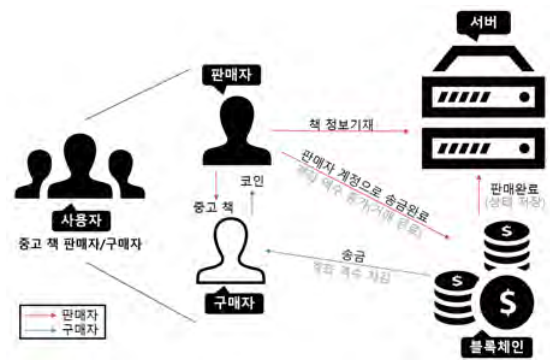 서버
판매자
책 정보기재
판매자 계정으로 송금완료
코인
중고 책
판매완료
(상태 저장)
사용자
중고 책 판매자/구매자
송금
구매자
판매자
구매자
블록체인